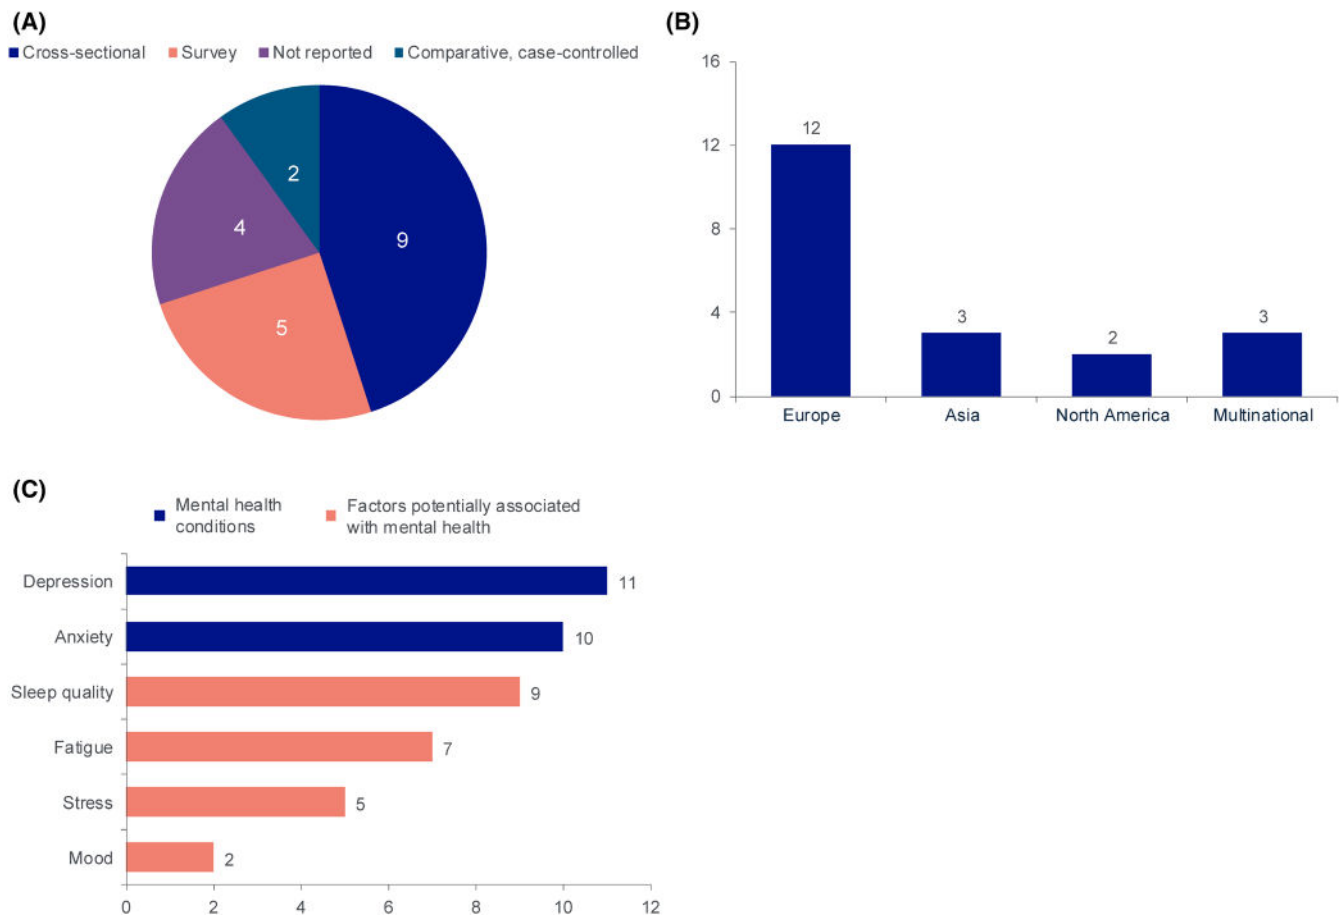 (A)
Cross-sectional Survey Not reported Comparative, case-controlled
9
5
4
2
(B)
16
12
8
4
0
12
3
2
3
Europe Asia North America Multinational
(C)
Mental health
conditions
Factors potentially associated
with mental health
Depression 11
Anxiety 10
Sleep quality 9
Fatigue 7
Stress 5
Mood 2
0 2 4 6 8 10 12